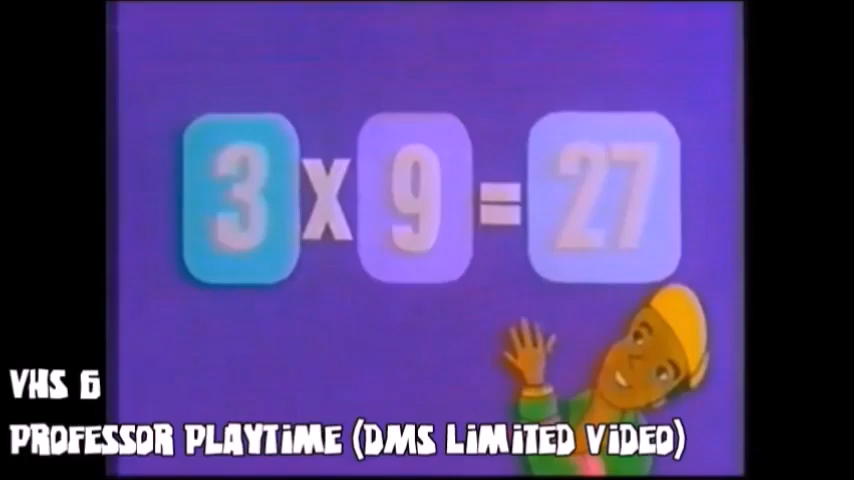 3 X 9 = 27
VHS 6
PROFESSOR PLAYTIME (DMS LIMITED VIDEO)